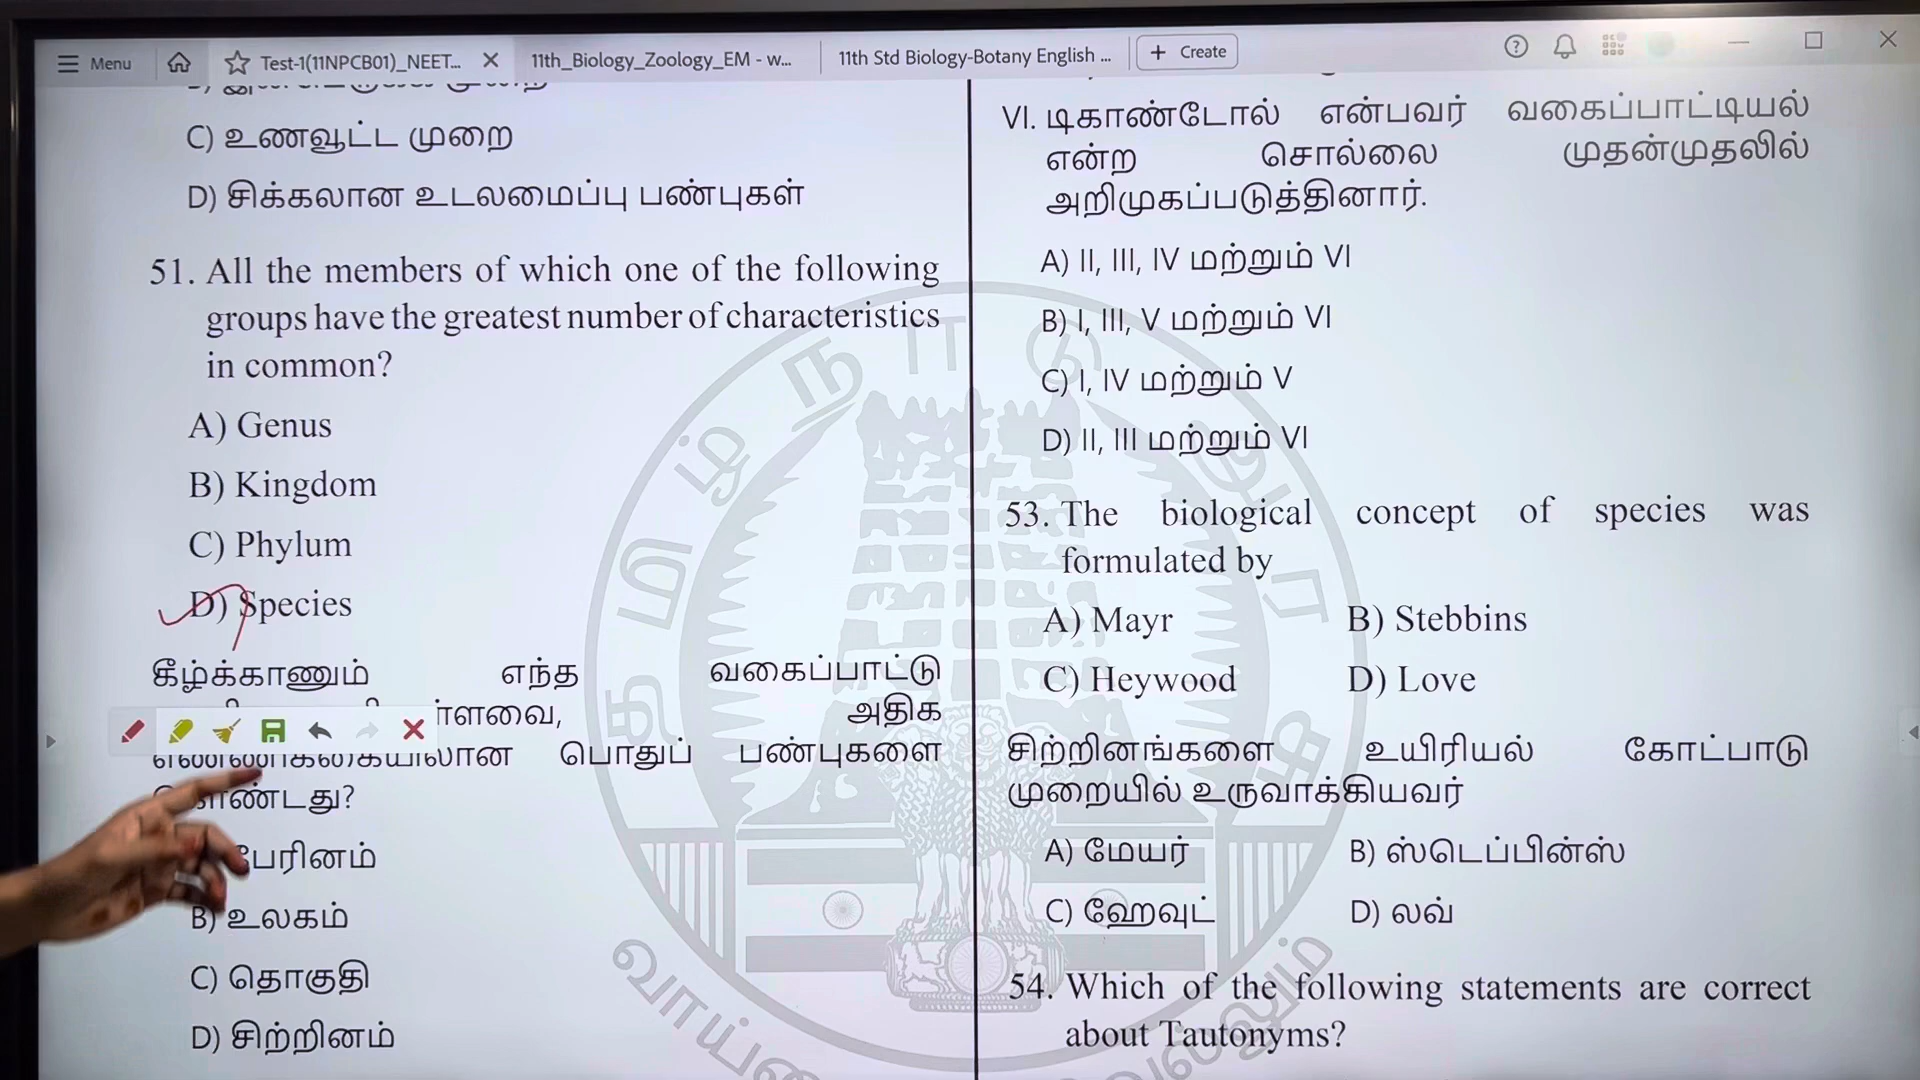 Menu
Test-1(11NPCB01)_NEET...
11th_Biology_Zoology_EM - w...
11th Std Biology-Botany English ...
+ Create
C) உணவூட்ட முறை
D) சிக்கலான உடலமைப்பு பண்புகள்
51. All the members of which one of the following
groups have the greatest number of characteristics
in common?
A) Genus
B) Kingdom
C) Phylum
D) Species
கீழ்க்காணும் எந்த வகைப்பாட்டு
அதிக
பொதுப் பண்புகளை
பேரினம்
B) உலகம்
C) தொகுதி
D) சிற்றினம்
VI. டிகாண்டோல் என்பவர் வகைப்பாட்டியல்
என்ற சொல்லை முதன்முதலில்
அறிமுகப்படுத்தினார்.
A) II, III, IV மற்றும் VI
B) I, III, V மற்றும் VI
C) I, IV மற்றும் V
D) II, III மற்றும் VI
53. The biological concept of species was
formulated by
A) Mayr B) Stebbins
C) Heywood D) Love
சிற்றினங்களை உயிரியல் கோட்பாடு
முறையில் உருவாக்கியவர்
A) மேயர் B) ஸ்டெப்பின்ஸ்
C) ஹேவுட் D) லவ்
54. Which of the following statements are correct
about Tautonyms?